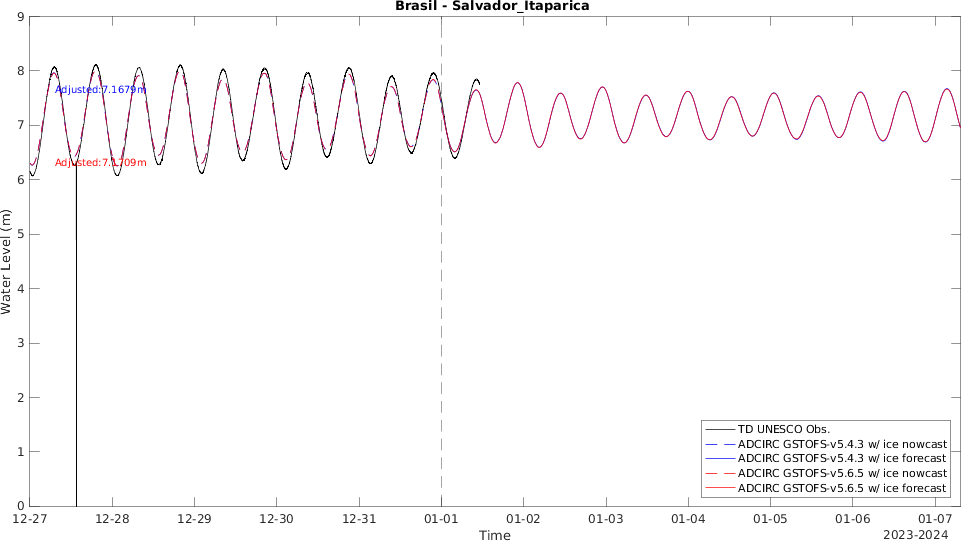 Brasil - Salvador_Itaparica
9
8
7
6
5
4
3
2
1
0
Water Level (m)
Adjusted:7.1679m
Adjusted:7.1709m
TD UNESCO Obs.
ADCIRC GSTOFS-v5.4.3 w/ ice nowcast
ADCIRC GSTOFS-v5.4.3 w/ ice forecast
ADCIRC GSTOFS-v5.6.5 w/ ice nowcast
ADCIRC GSTOFS-v5.6.5 w/ ice forecast
12-27 12-28 12-29 12-30 12-31 01-01 01-02 01-03 01-04 01-05 01-06 01-07
Time
2023-2024